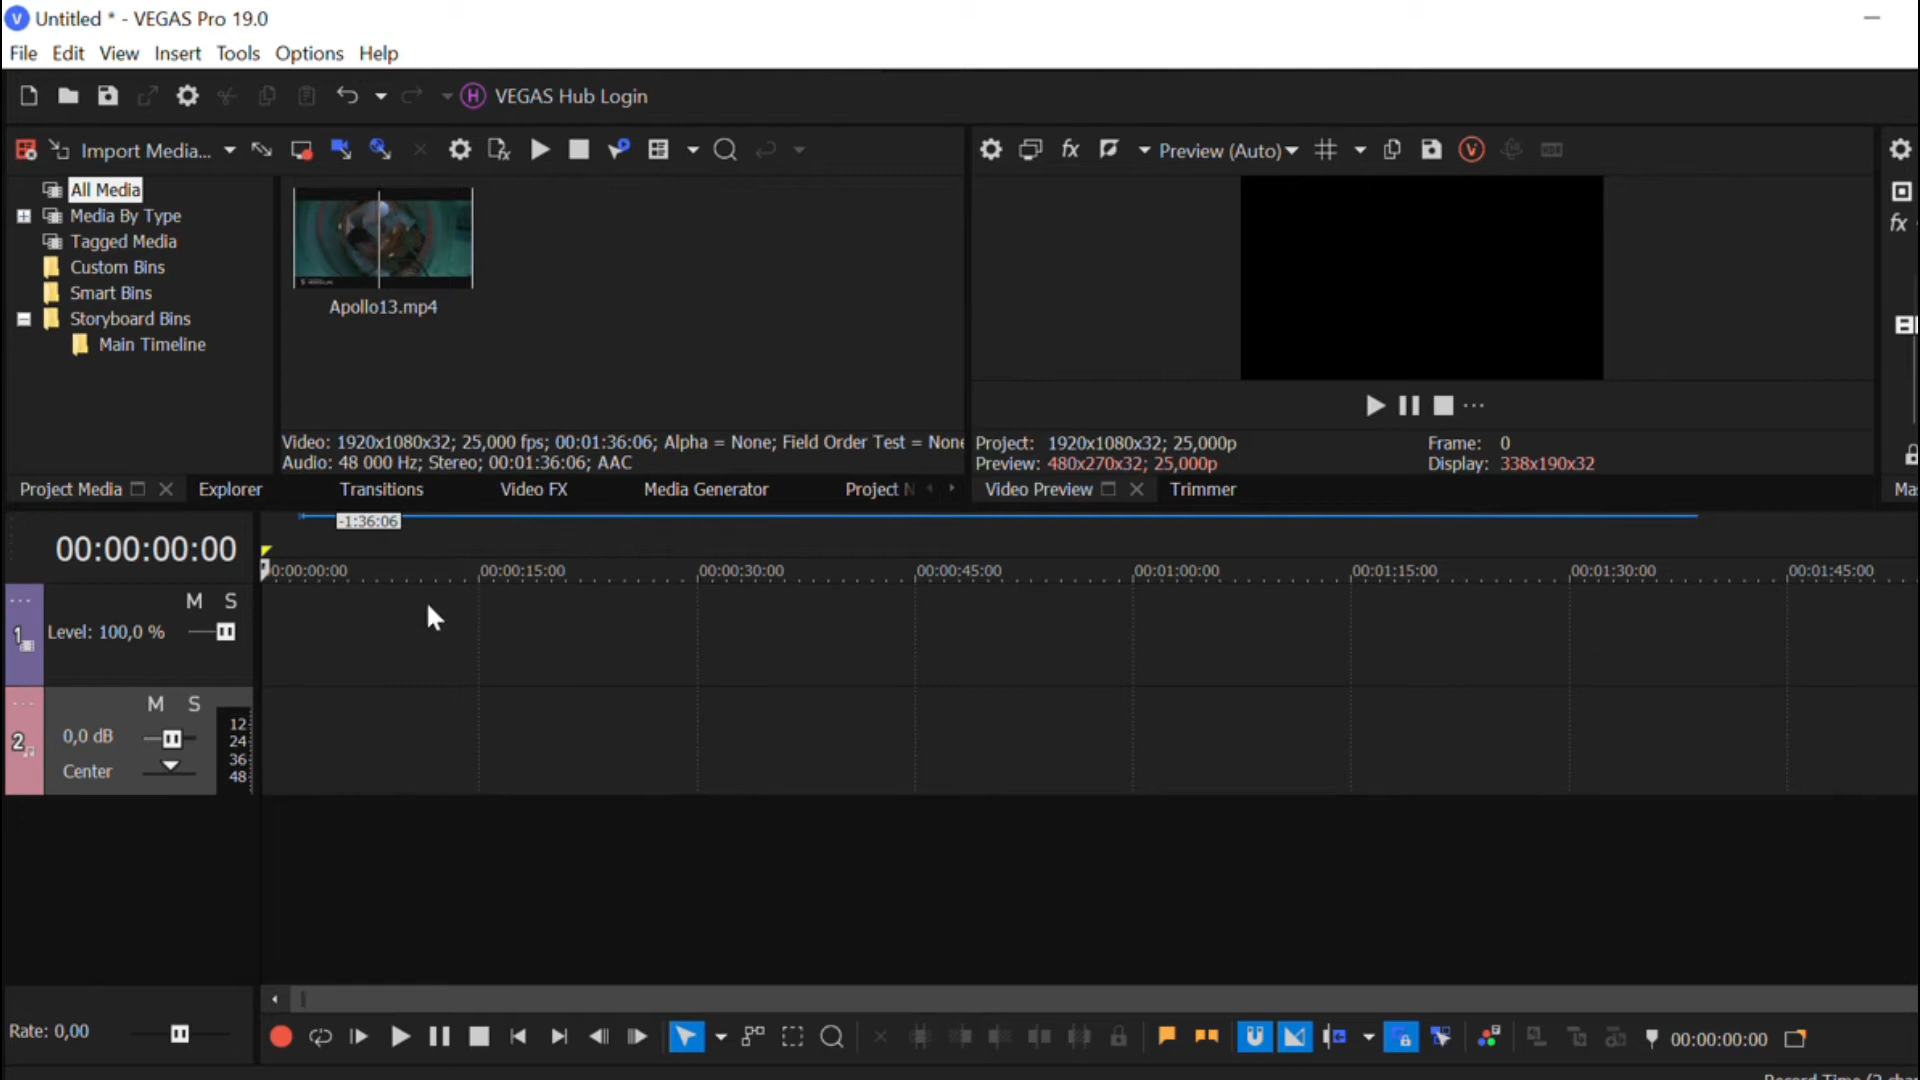 Untitled * - VEGAS Pro 19.0
File Edit View Insert Tools Options Help
VEGAS Hub Login
Import Media...
fx
Preview (Auto)
All Media
Media By Type
Tagged Media
Custom Bins
Smart Bins
Storyboard Bins
Main Timeline
Apollo13.mp4
fx
Video: 1920x1080x32; 25,000 fps; 00:01:36:06; Alpha = None; Field Order Test = None
Audio: 48 000 Hz; Stereo; 00:01:36:06; AAC
Project: 1920x1080x32; 25,000p
Preview: 480x270x32; 25,000p
Frame: 0
Display: 338x190x32
Project Media Explorer Transitions Video FX Media Generator Project N
Video Preview Trimmer
Ma
-1:36:06
00:00:00:00
0:00:00:00 00:00:15:00 00:00:30:00 00:00:45:00 00:01:00:00 00:01:15:00 00:01:30:00 00:01:45:00
M S
1
Level: 100,0 %
M S
2
0,0 dB
Center
12
24
36
48
Rate: 0,00
00:00:00:00